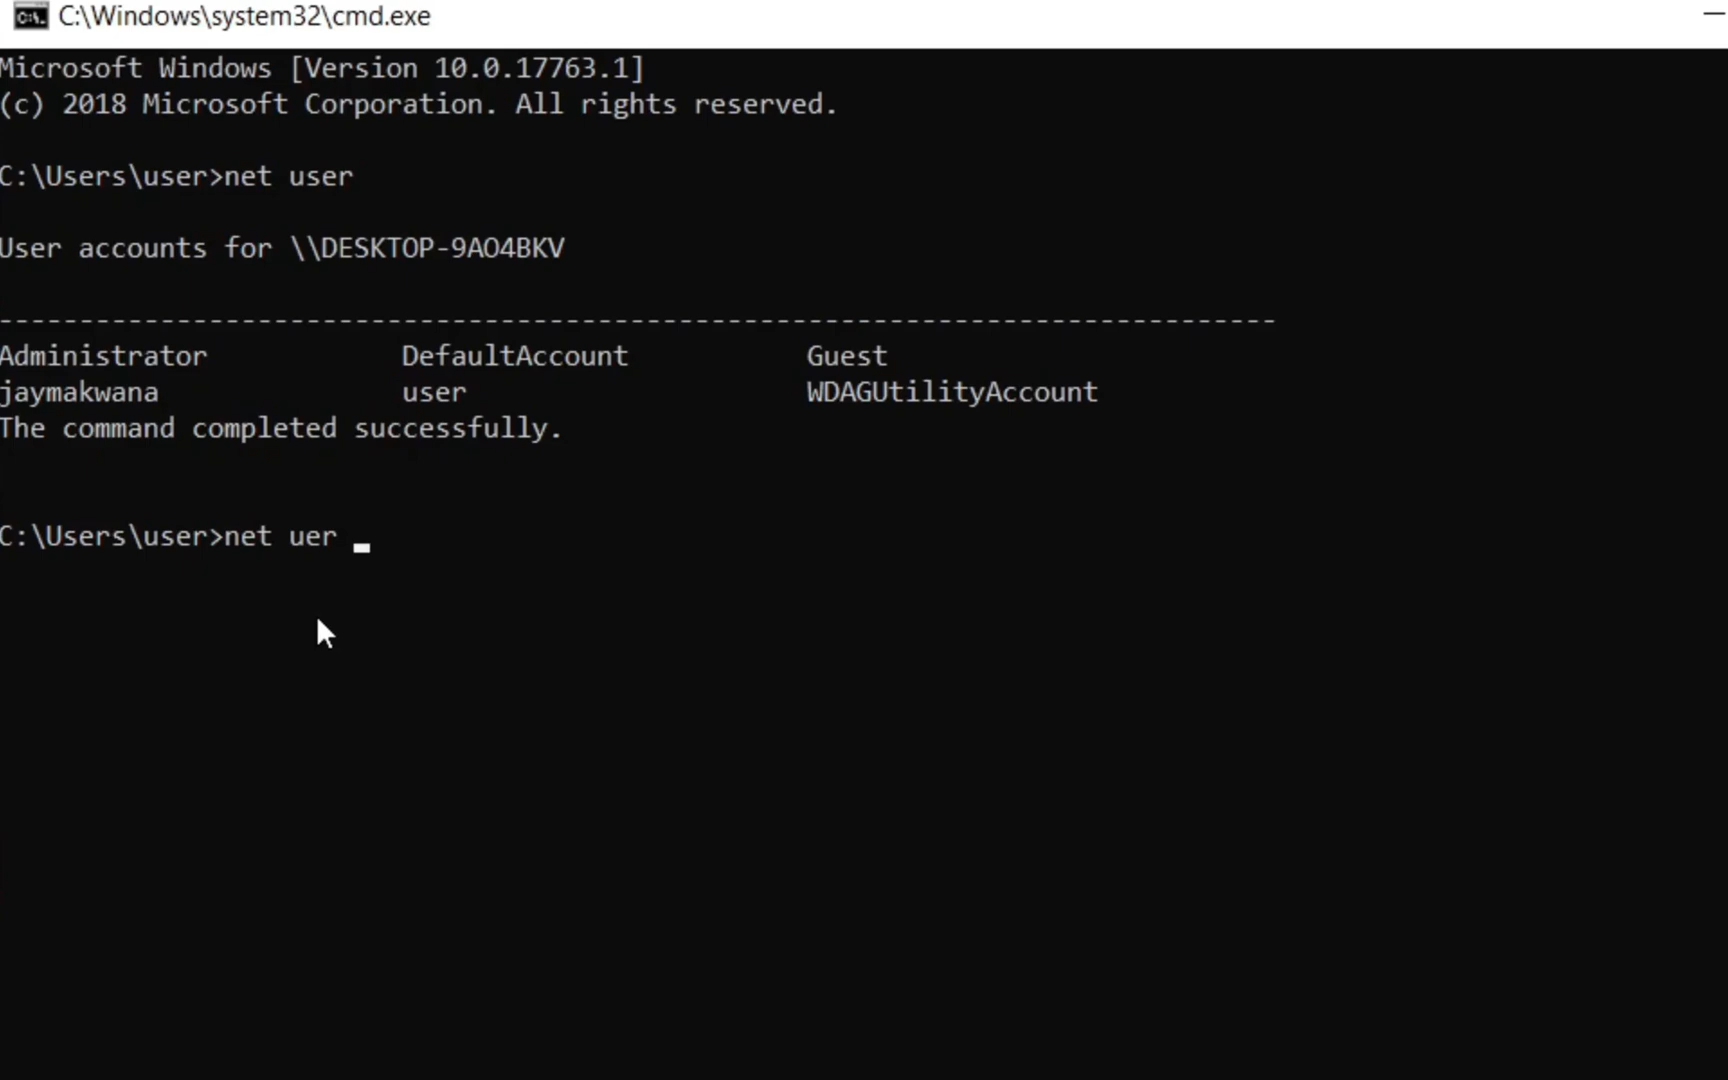 C:\Windows\system32\cmd.exe
Microsoft Windows [Version 10.0.17763.1]
(c) 2018 Microsoft Corporation. All rights reserved.
C:\Users\user>net user
User accounts for \\DESKTOP-9AO4BKV
-------------------------------------------------------------------------------
Administrator            DefaultAccount           Guest
jaymakwana               user                     WDAGUtilityAccount
The command completed successfully.
C:\Users\user>net uer